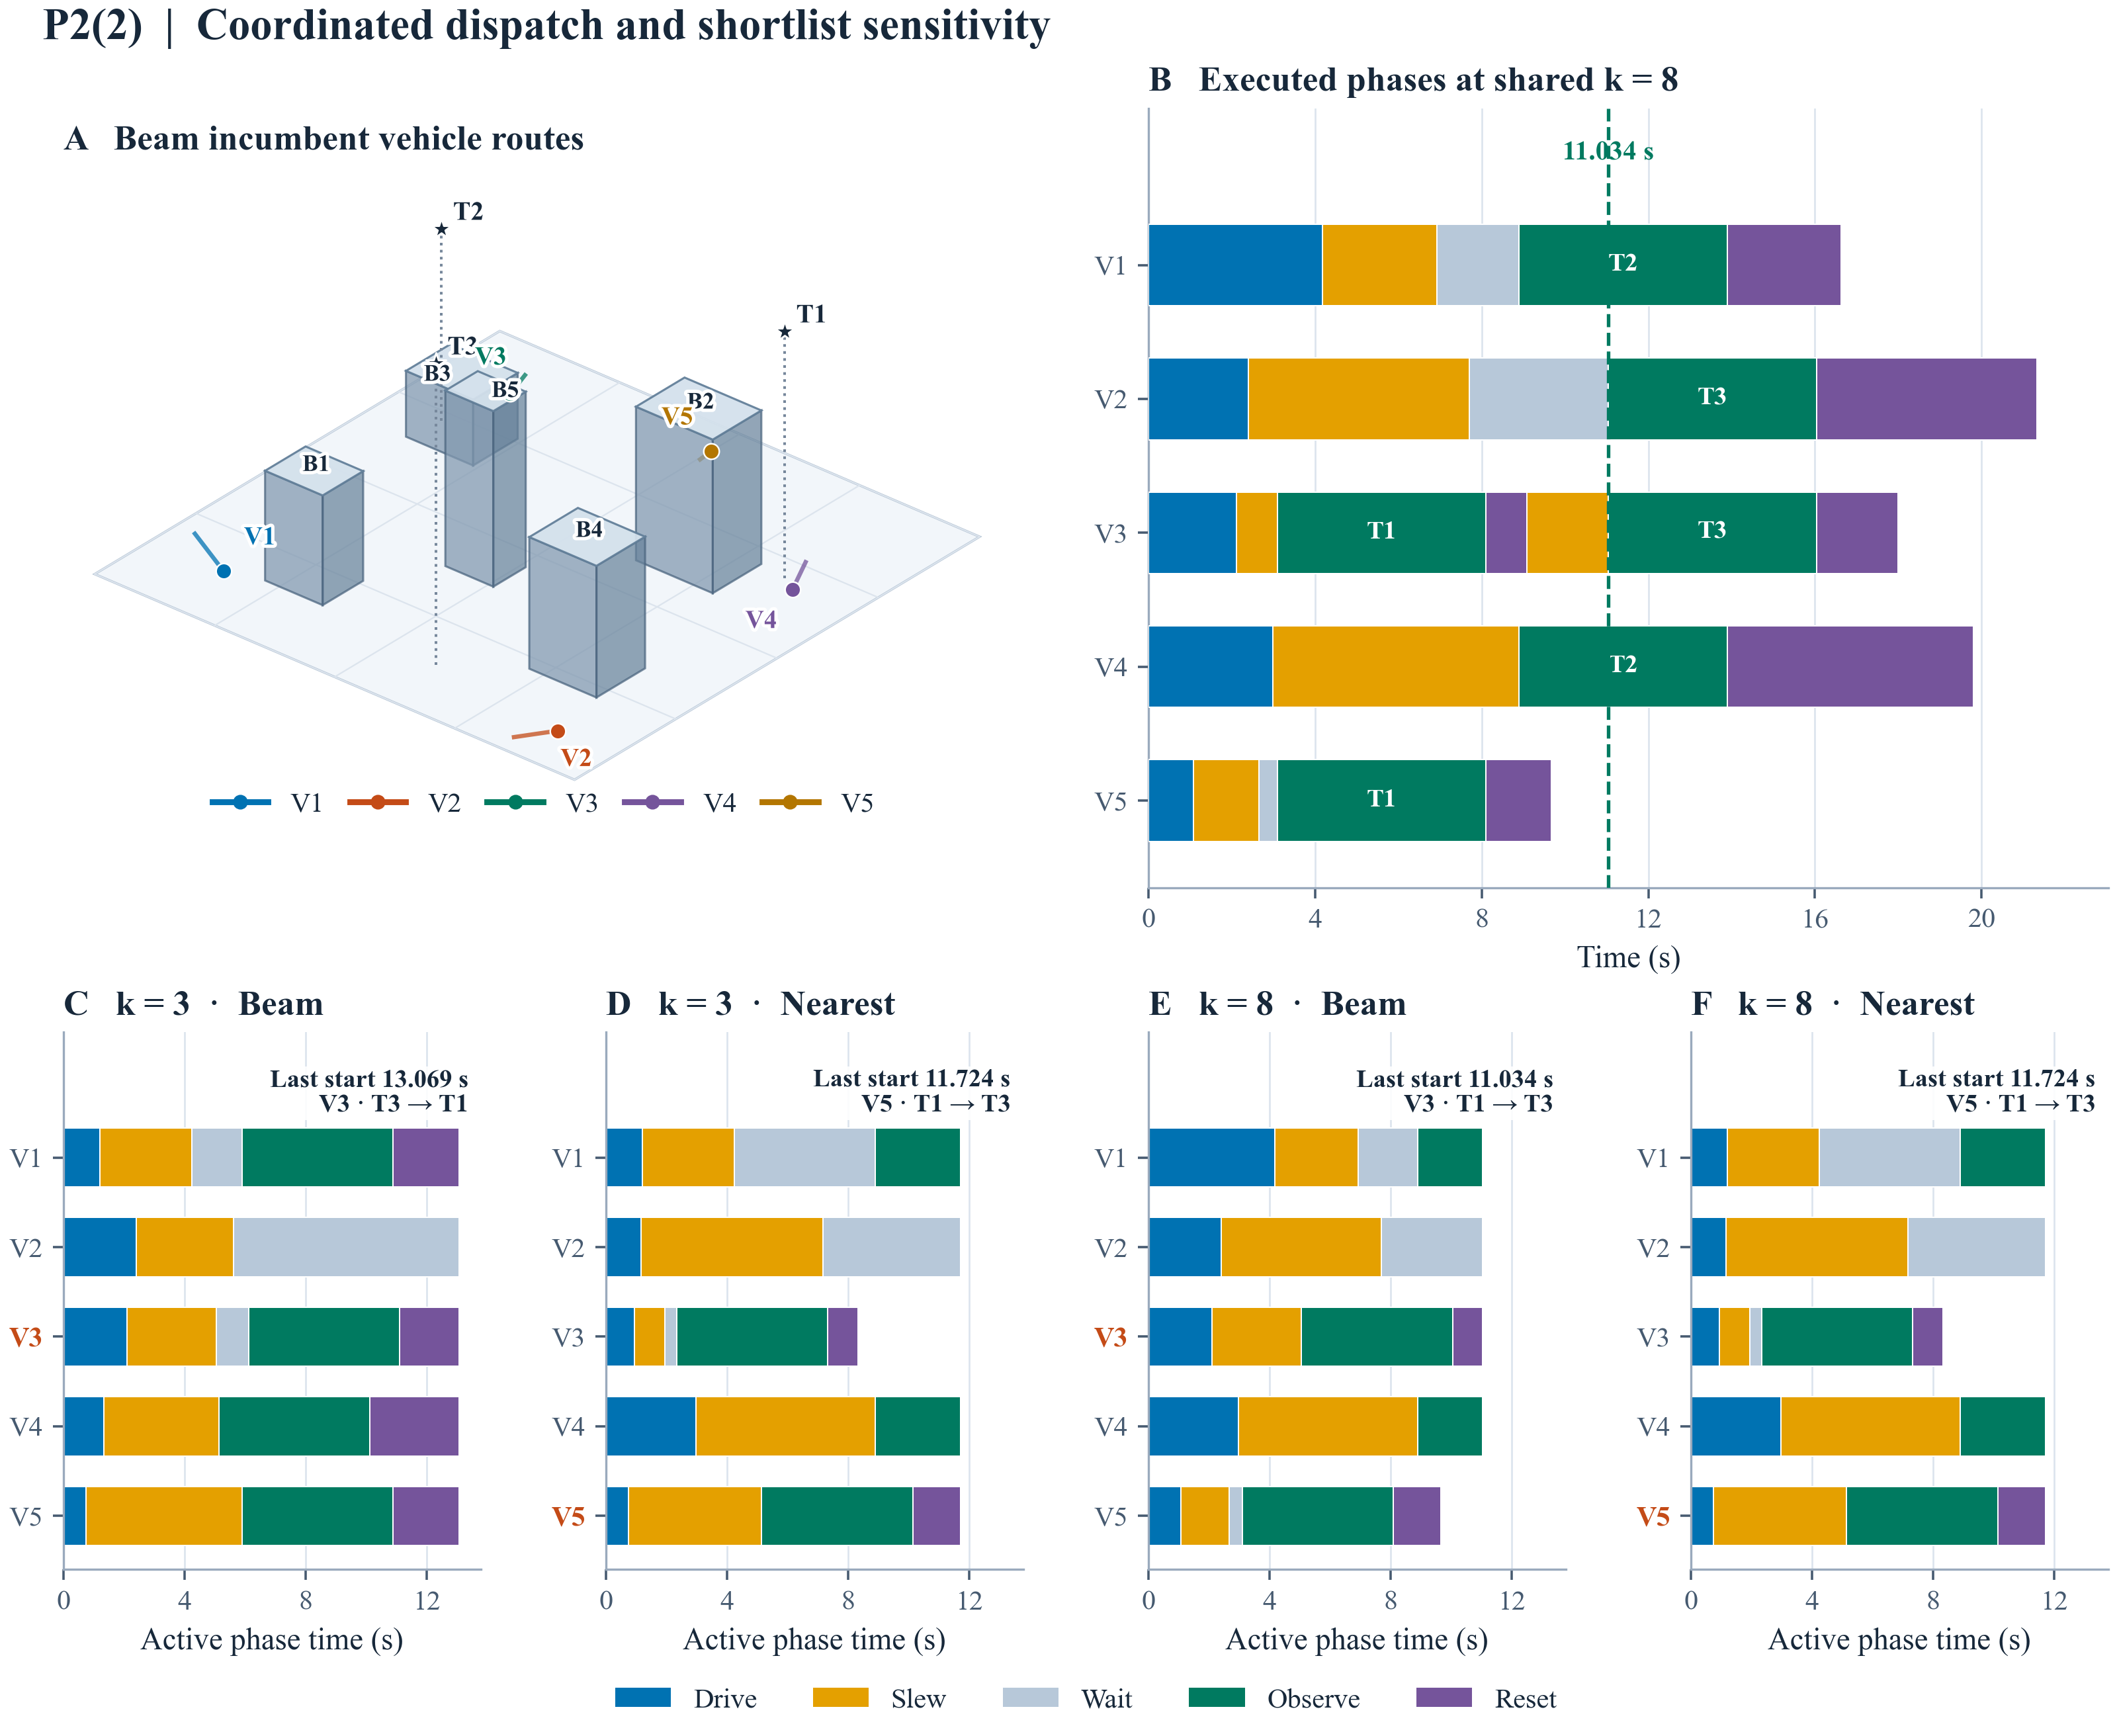 P2(2) | Coordinated dispatch and shortlist sensitivity
A Beam incumbent vehicle routes
T2
T1
T3
V3
B3
B5
B2
V5
B1
V1
B4
V4
V2
V1 V2 V3 V4 V5
B Executed phases at shared k = 8
11.034 s
V1 T2
V2 T3
V3 T1 T3
V4 T2
V5 T1
0 4 8 12 16 20
Time (s)
C k = 3 · Beam
Last start 13.069 s
V3 · T3 → T1
V1
V2
V3
V4
V5
0 4 8 12
Active phase time (s)
D k = 3 · Nearest
Last start 11.724 s
V5 · T1 → T3
V1
V2
V3
V4
V5
0 4 8 12
Active phase time (s)
E k = 8 · Beam
Last start 11.034 s
V3 · T1 → T3
V1
V2
V3
V4
V5
0 4 8 12
Active phase time (s)
F k = 8 · Nearest
Last start 11.724 s
V5 · T1 → T3
V1
V2
V3
V4
V5
0 4 8 12
Active phase time (s)
Drive Slew Wait Observe Reset